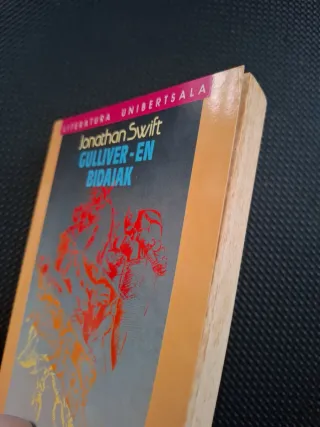 LITERATURA UNIBERTSALA
Jonathan Swift
GULLIVER-EN
BIDAIAK